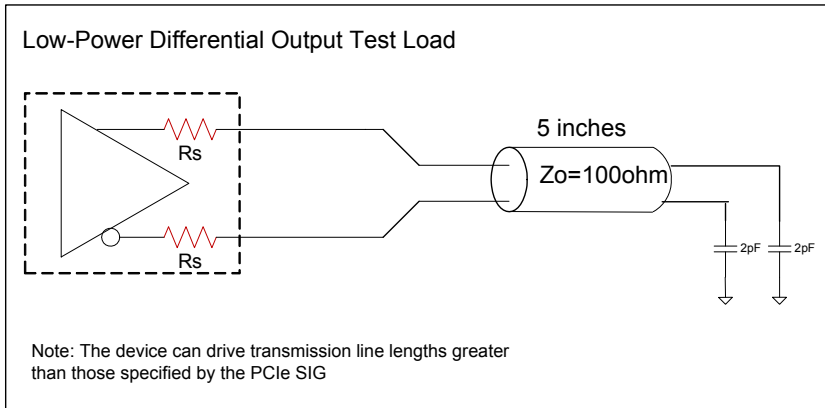 Low-Power Differential Output Test Load
Rs
Rs
5 inches
Zo=100ohm
2pF
2pF
Note: The device can drive transmission line lengths greater
than those specified by the PCIe SIG